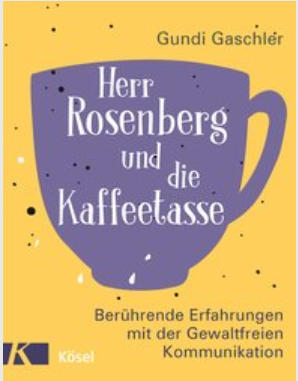 Gundi Gaschler
Herr
Rosenberg
und
die
Kaffeetasse
Berührende Erfahrungen
mit der Gewaltfreien
Kommunikation
K Kösel